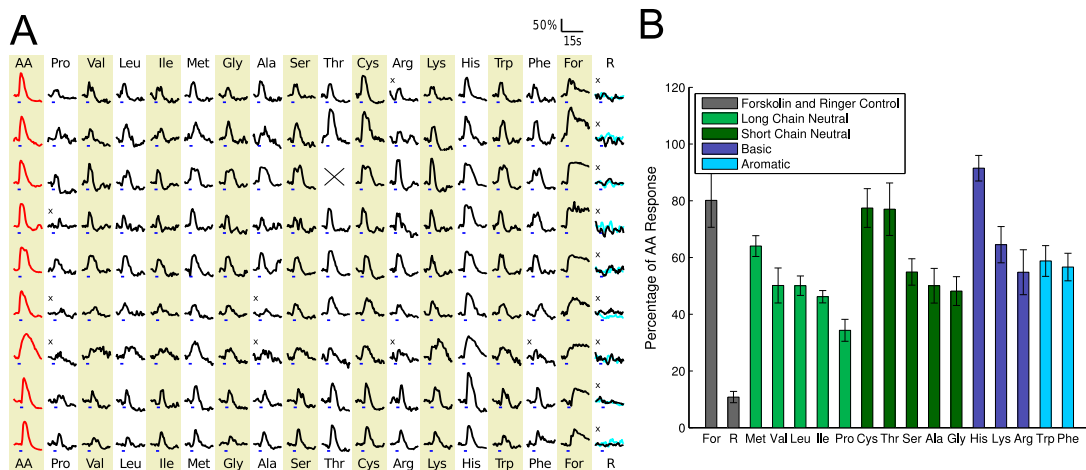 A
50%
15s
AA Pro Val Leu Ile Met Gly Ala Ser Thr Cys Arg Lys His Trp Phe For R
x x
x
x
x x
x x
x x
x x x x
x
x
AA Pro Val Leu Ile Met Gly Ala Ser Thr Cys Arg Lys His Trp Phe For R
B
120
100
80
60
40
20
0
Percentage of AA Response
Forskolin and Ringer Control
Long Chain Neutral
Short Chain Neutral
Basic
Aromatic
For R Met Val Leu Ile Pro Cys Thr Ser Ala Gly His Lys Arg Trp Phe